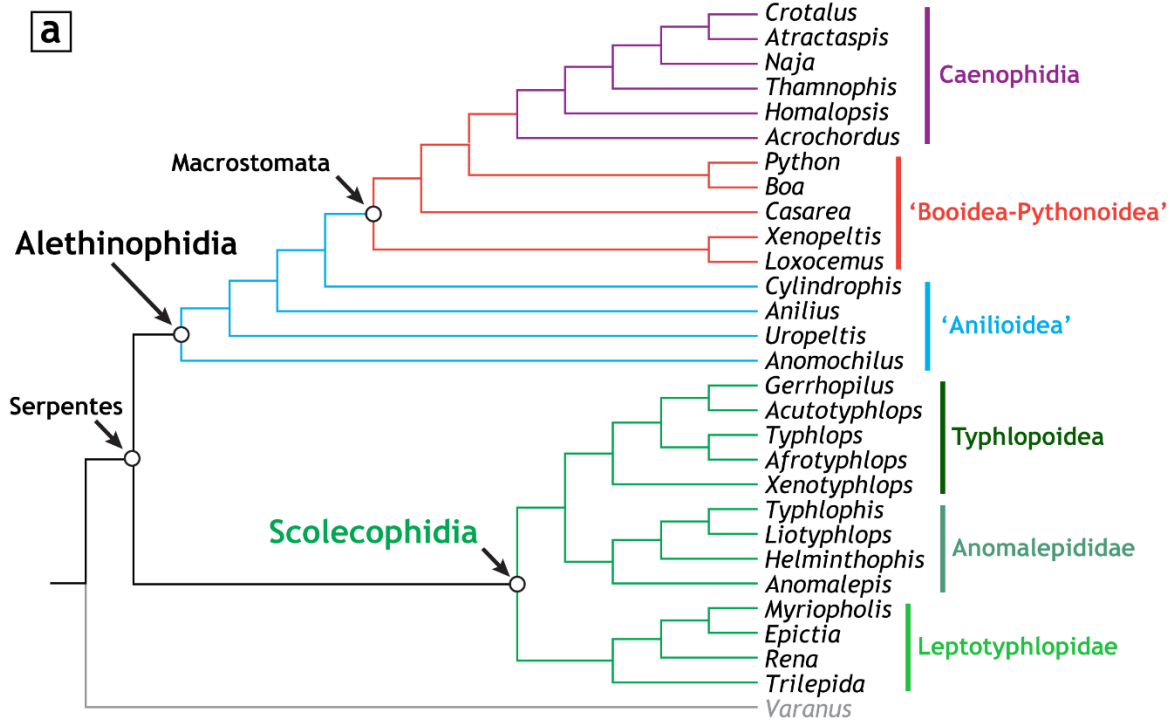 a
Crotalus
Atractaspis
Naja
Thamnophis
Homalopsis
Acrochordus
Caenophidia
Macrostomata
Python
Boa
Casarea
Xenopeltis
Loxocemus
‘Booidea-Pythonoidea’
Alethinophidia
Cylindrophis
Anilius
Uropeltis
Anomochilus
‘Anilioidea’
Serpentes
Gerrhopilus
Acutotyphlops
Typhlops
Afrotyphlops
Xenotyphlops
Typhlopoidea
Scolecophidia
Typhlophis
Liotyphlops
Helminthophis
Anomalepis
Anomalepididae
Myriopholis
Epictia
Rena
Trilepida
Leptotyphlopidae
Varanus